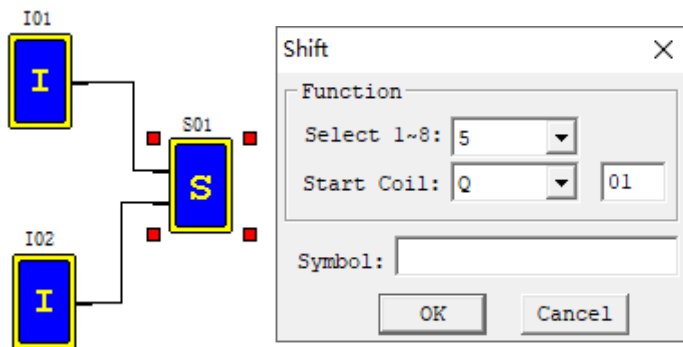 I01
I
S01
S
I02
I
Shift
Function
Select 1~8: 5
Start Coil: Q 01
Symbol:
OK Cancel